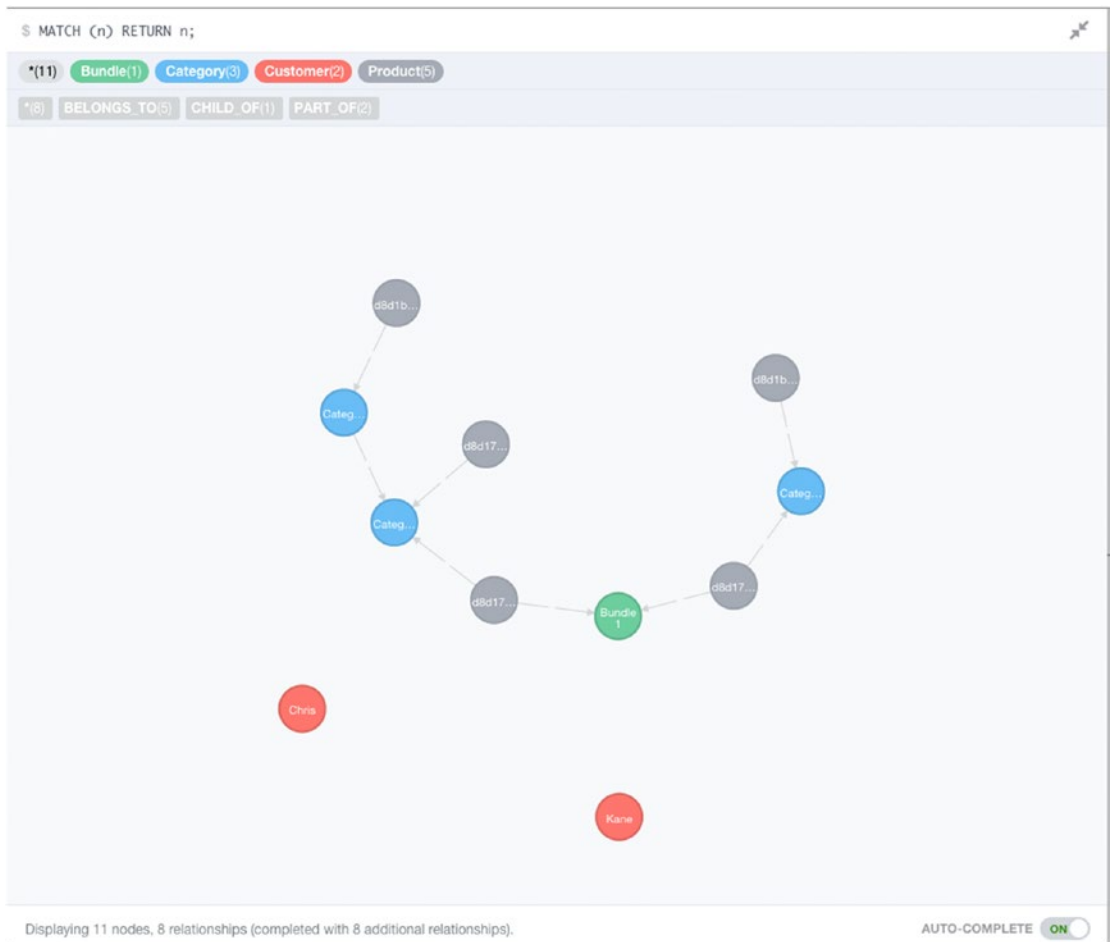 $ MATCH (n) RETURN n;
*(11) Bundle(1) Category(3) Customer(2) Product(5)
*(8) BELONGS_TO(5) CHILD_OF(1) PART_OF(2)
d8d1b...
d8d1b...
Categ...
d8d17...
Categ...
Categ...
d8d17...
d8d17...
Bundle
1
Chris
Kane
Displaying 11 nodes, 8 relationships (completed with 8 additional relationships).
AUTO-COMPLETE ON